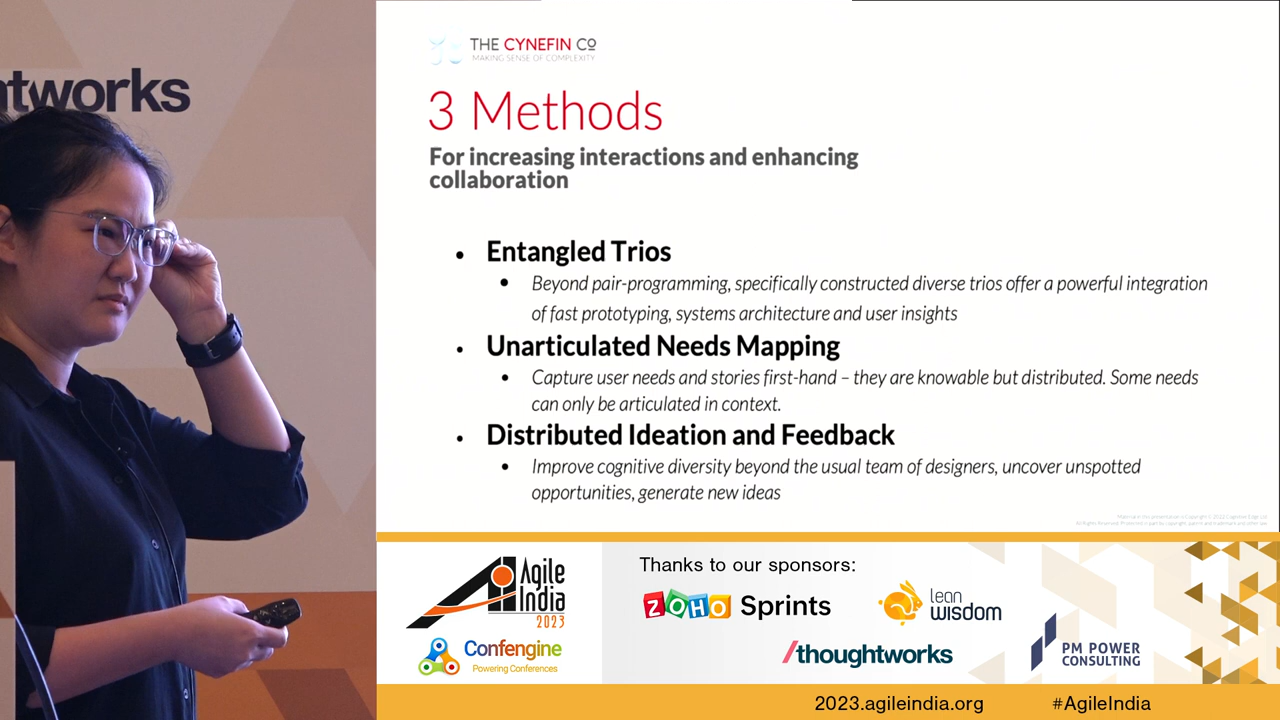 ntworks
THE CYNEFIN CO
MAKING SENSE OF COMPLEXITY
3 Methods
For increasing interactions and enhancing
collaboration
• Entangled Trios
• Beyond pair-programming, specifically constructed diverse trios offer a powerful integration
of fast prototyping, systems architecture and user insights
• Unarticulated Needs Mapping
• Capture user needs and stories first-hand – they are knowable but distributed. Some needs
can only be articulated in context.
• Distributed Ideation and Feedback
• Improve cognitive diversity beyond the usual team of designers, uncover unspotted
opportunities, generate new ideas
Agile
India
2023
Confengine
Powering Conferences
Thanks to our sponsors:
ZOHO Sprints
lean
wisdom
/thoughtworks
PM POWER
CONSULTING
2023.agileindia.org #AgileIndia